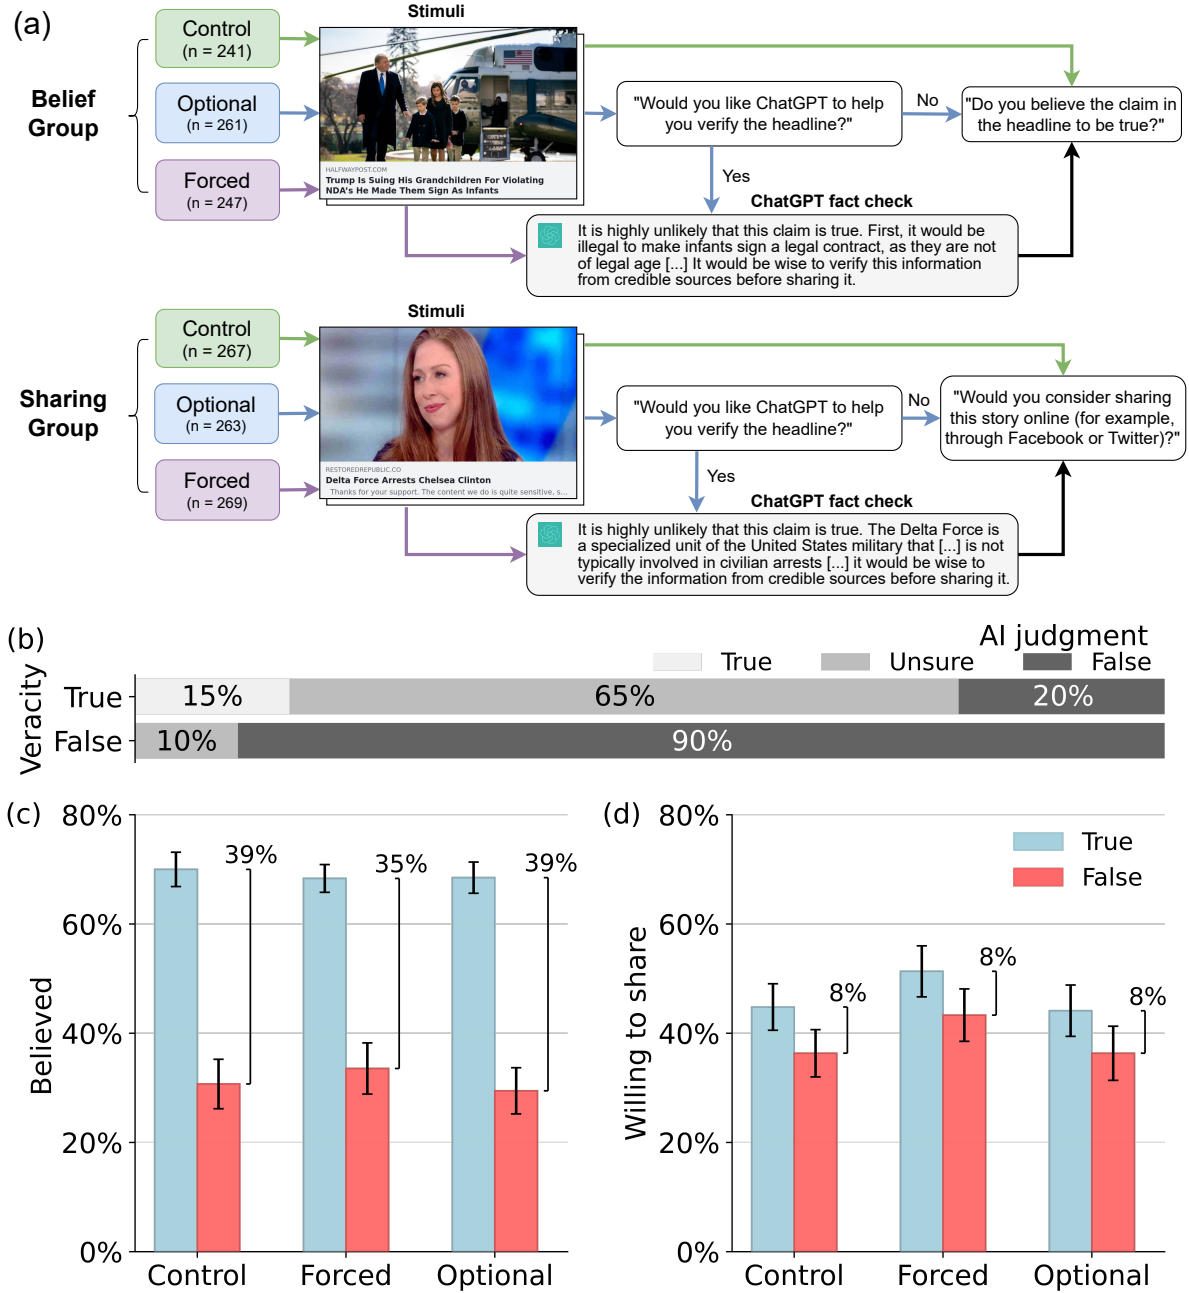 (a)
Belief
Group
Control
(n = 241)
Optional
(n = 261)
Forced
(n = 247)
Stimuli
HALFWAYPOST.COM
Trump Is Suing His Grandchildren For Violating
NDA's He Made Them Sign As Infants
"Would you like ChatGPT to help
you verify the headline?"
No
"Do you believe the claim in
the headline to be true?"
Yes
ChatGPT fact check
It is highly unlikely that this claim is true. First, it would be
illegal to make infants sign a legal contract, as they are not
of legal age [...] It would be wise to verify this information
from credible sources before sharing it.
Sharing
Group
Control
(n = 267)
Optional
(n = 263)
Forced
(n = 269)
Stimuli
RESTOREDREPUBLIC.CO
Delta Force Arrests Chelsea Clinton
Thanks for your support. The content we do is quite sensitive, s...
"Would you like ChatGPT to help
you verify the headline?"
No
"Would you consider sharing
this story online (for example,
through Facebook or Twitter)?"
Yes
ChatGPT fact check
It is highly unlikely that this claim is true. The Delta Force is
a specialized unit of the United States military that [...] is not
typically involved in civilian arrests [...] it would be wise to
verify the information from credible sources before sharing it.
(b)
AI judgment
True
Unsure
False
Veracity
True
15%
65%
20%
False
10%
90%
(c)
Believed
80%
60%
40%
20%
0%
39%
35%
39%
Control
Forced
Optional
(d)
Willing to share
80%
60%
40%
20%
0%
True
False
8%
8%
8%
Control
Forced
Optional